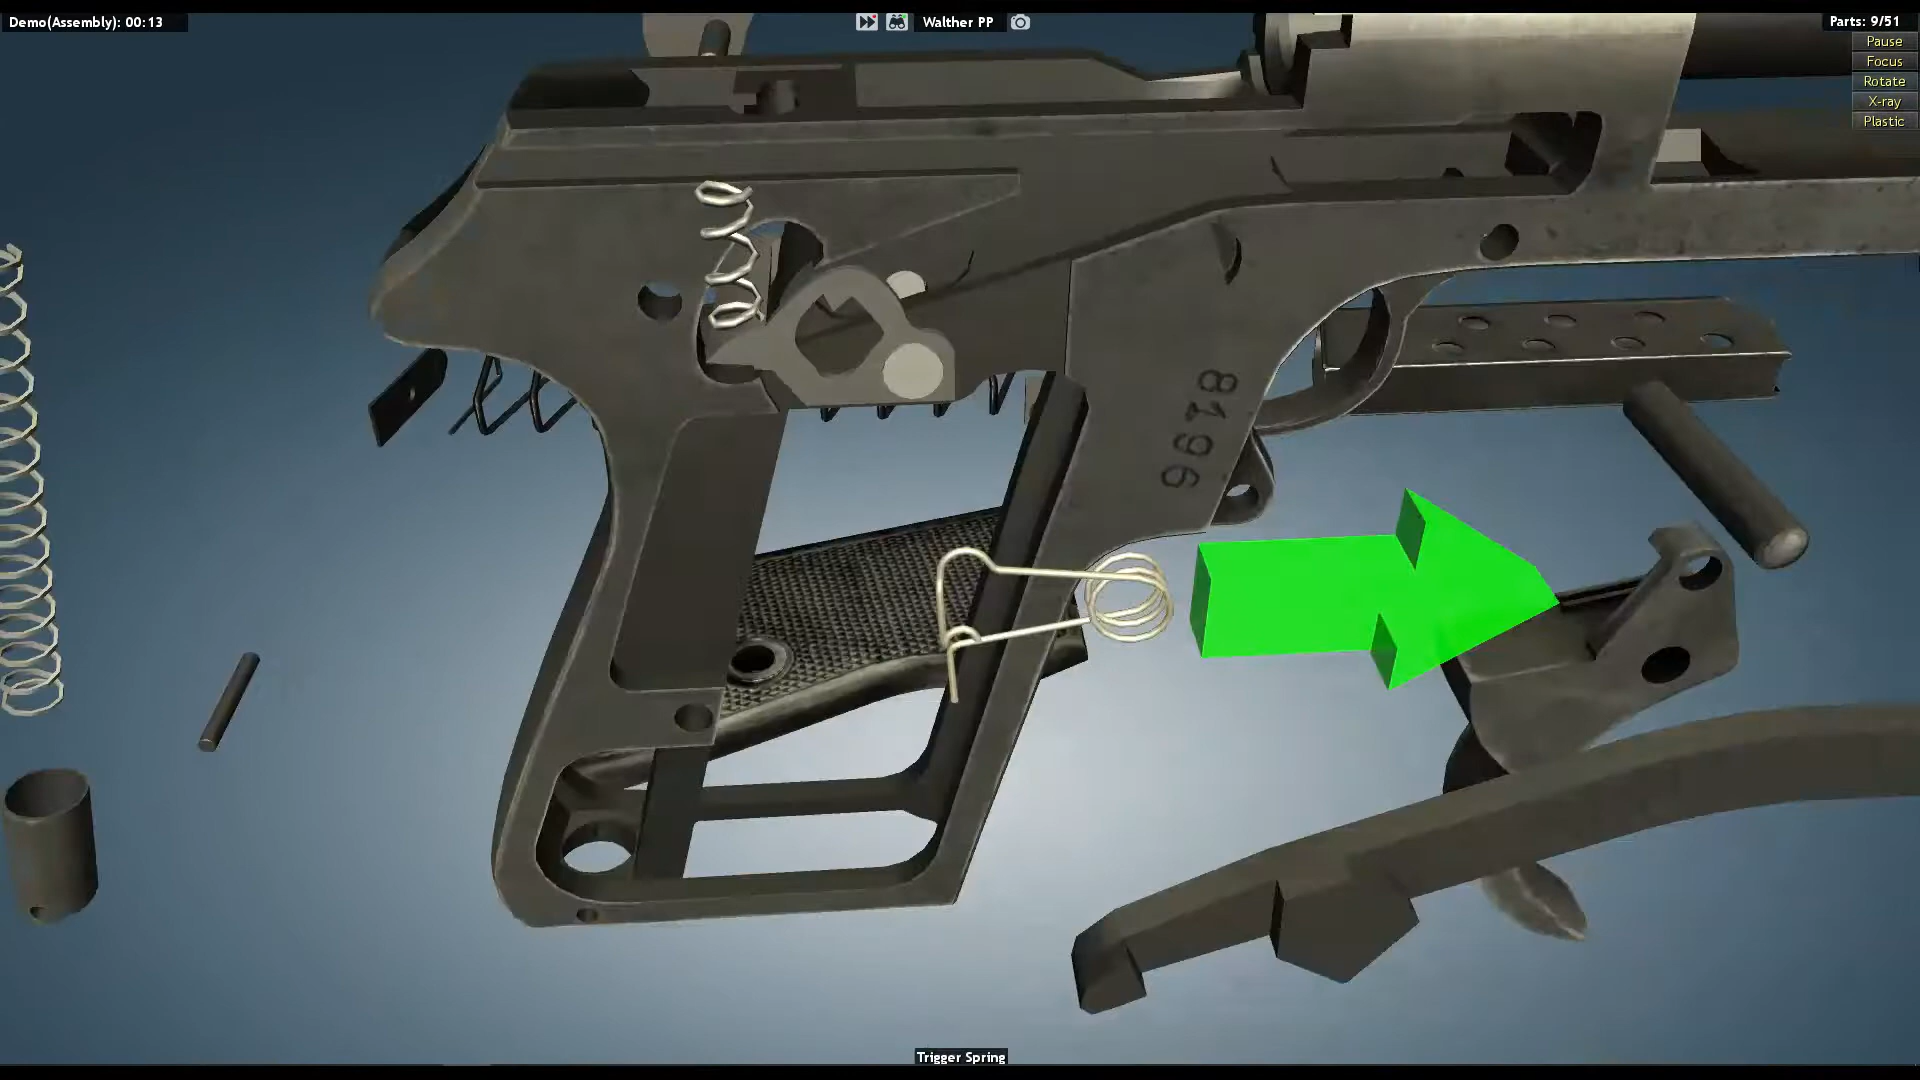 Demo(Assembly): 00:13
Walther PP
Parts: 9/51
Pause
Focus
Rotate
X-ray
Plastic
8196
Trigger Spring